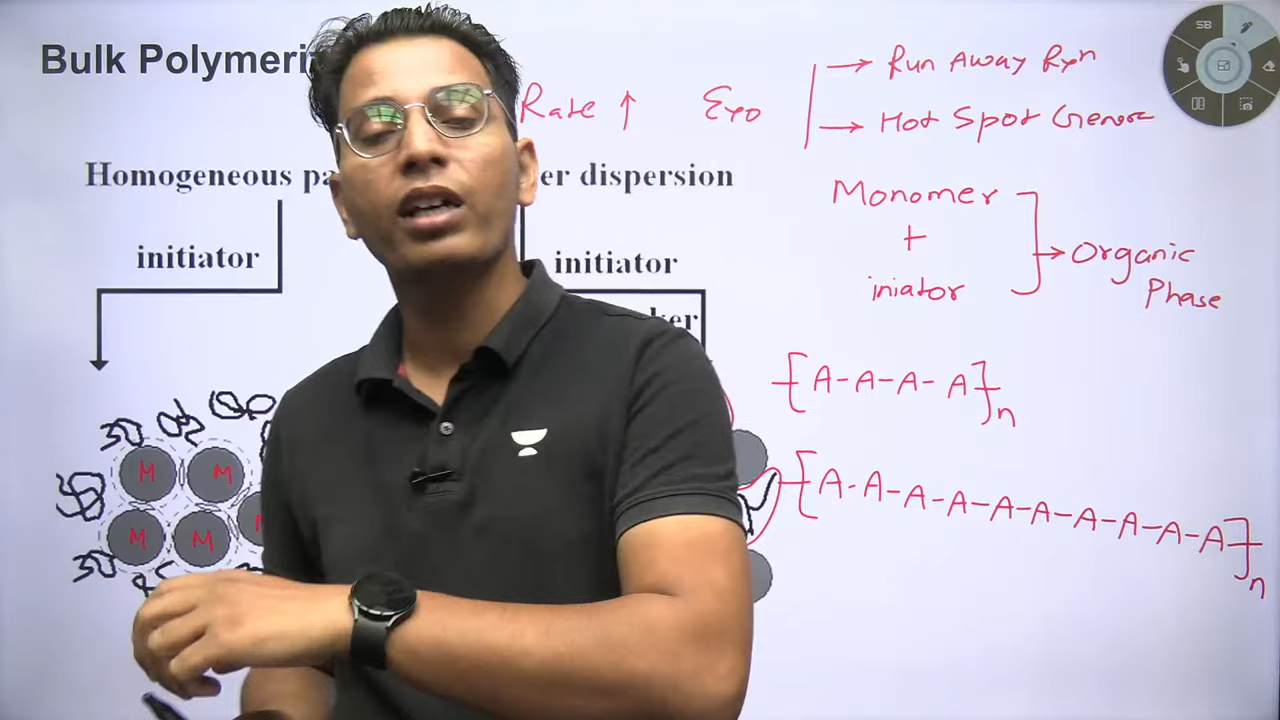 Bulk Polymeri
Rate ↑ Exo
→ Run Away Rxn
→ Hot Spot Genera
Homogeneous pa
er dispersion
Monomer
+
iniator
Organic
Phase
initiator
initiator
ker
[A-A-A-A]n
[A-A-A-A-A-A-A-A-A-A]n
M M
M M M
SB